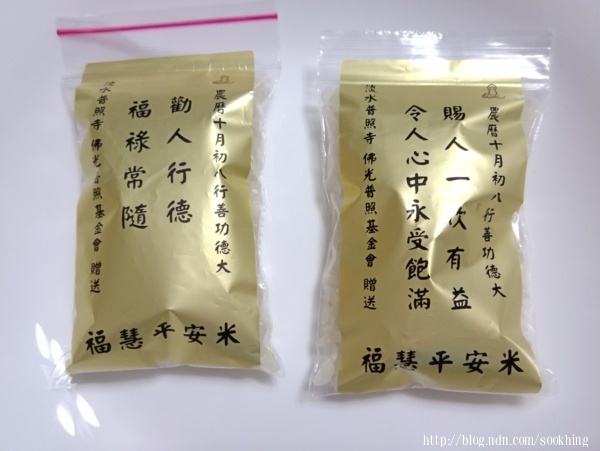 農曆十月初八行善功德大
勸人行德
福祿常隨
淡水普照寺 佛光普照基金會 贈送
福慧平安米
農曆十月初八行善功德大
賜人一飲有益
令人心中永受飽滿
淡水普照寺 佛光普照基金會 贈送
福慧平安米
http://blog.udn.com/sookhing